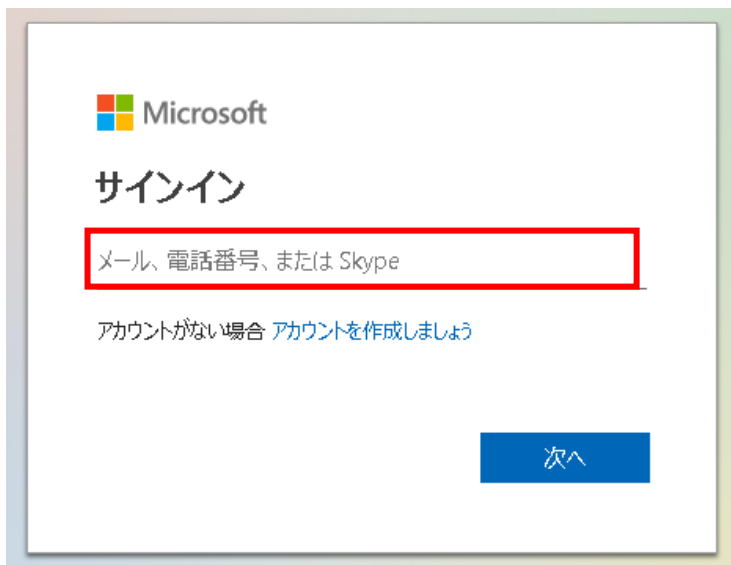 Microsoft
サインイン
メール、電話番号、または Skype
アカウントがない場合 アカウントを作成しましょう
次へ